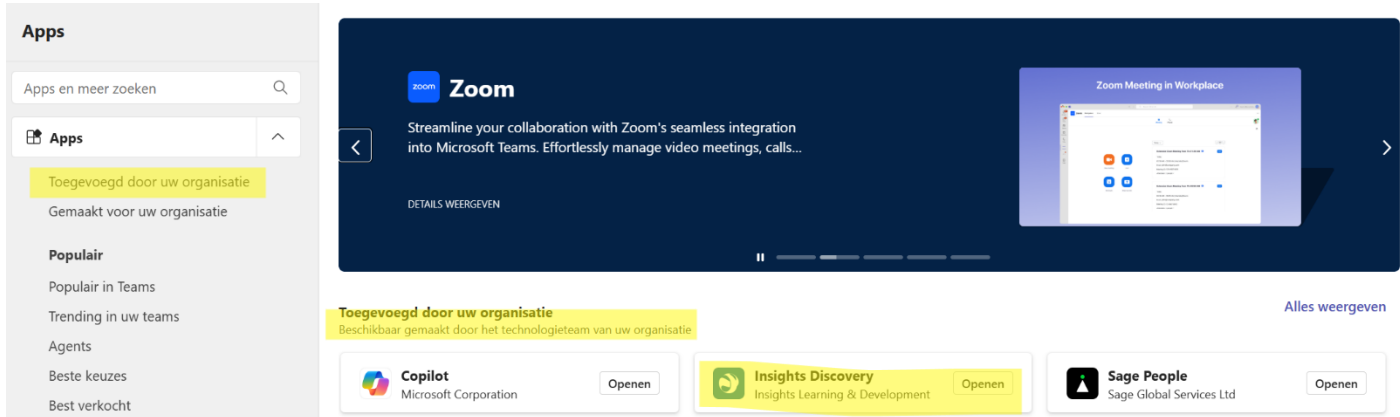 Apps
Apps en meer zoeken
Apps
Toegevoegd door uw organisatie
Gemaakt voor uw organisatie
Populair
Populair in Teams
Trending in uw teams
Agents
Beste keuzes
Best verkocht
zoom
Zoom
Streamline your collaboration with Zoom's seamless integration
into Microsoft Teams. Effortlessly manage video meetings, calls...
DETAILS WEERGEVEN
Zoom Meeting in Workplace
Toegevoegd door uw organisatie
Alles weergeven
Beschikbaar gemaakt door het technologieteam van uw organisatie
Copilot
Microsoft Corporation
Openen
Insights Discovery
Insights Learning & Development
Openen
Sage People
Sage Global Services Ltd
Openen